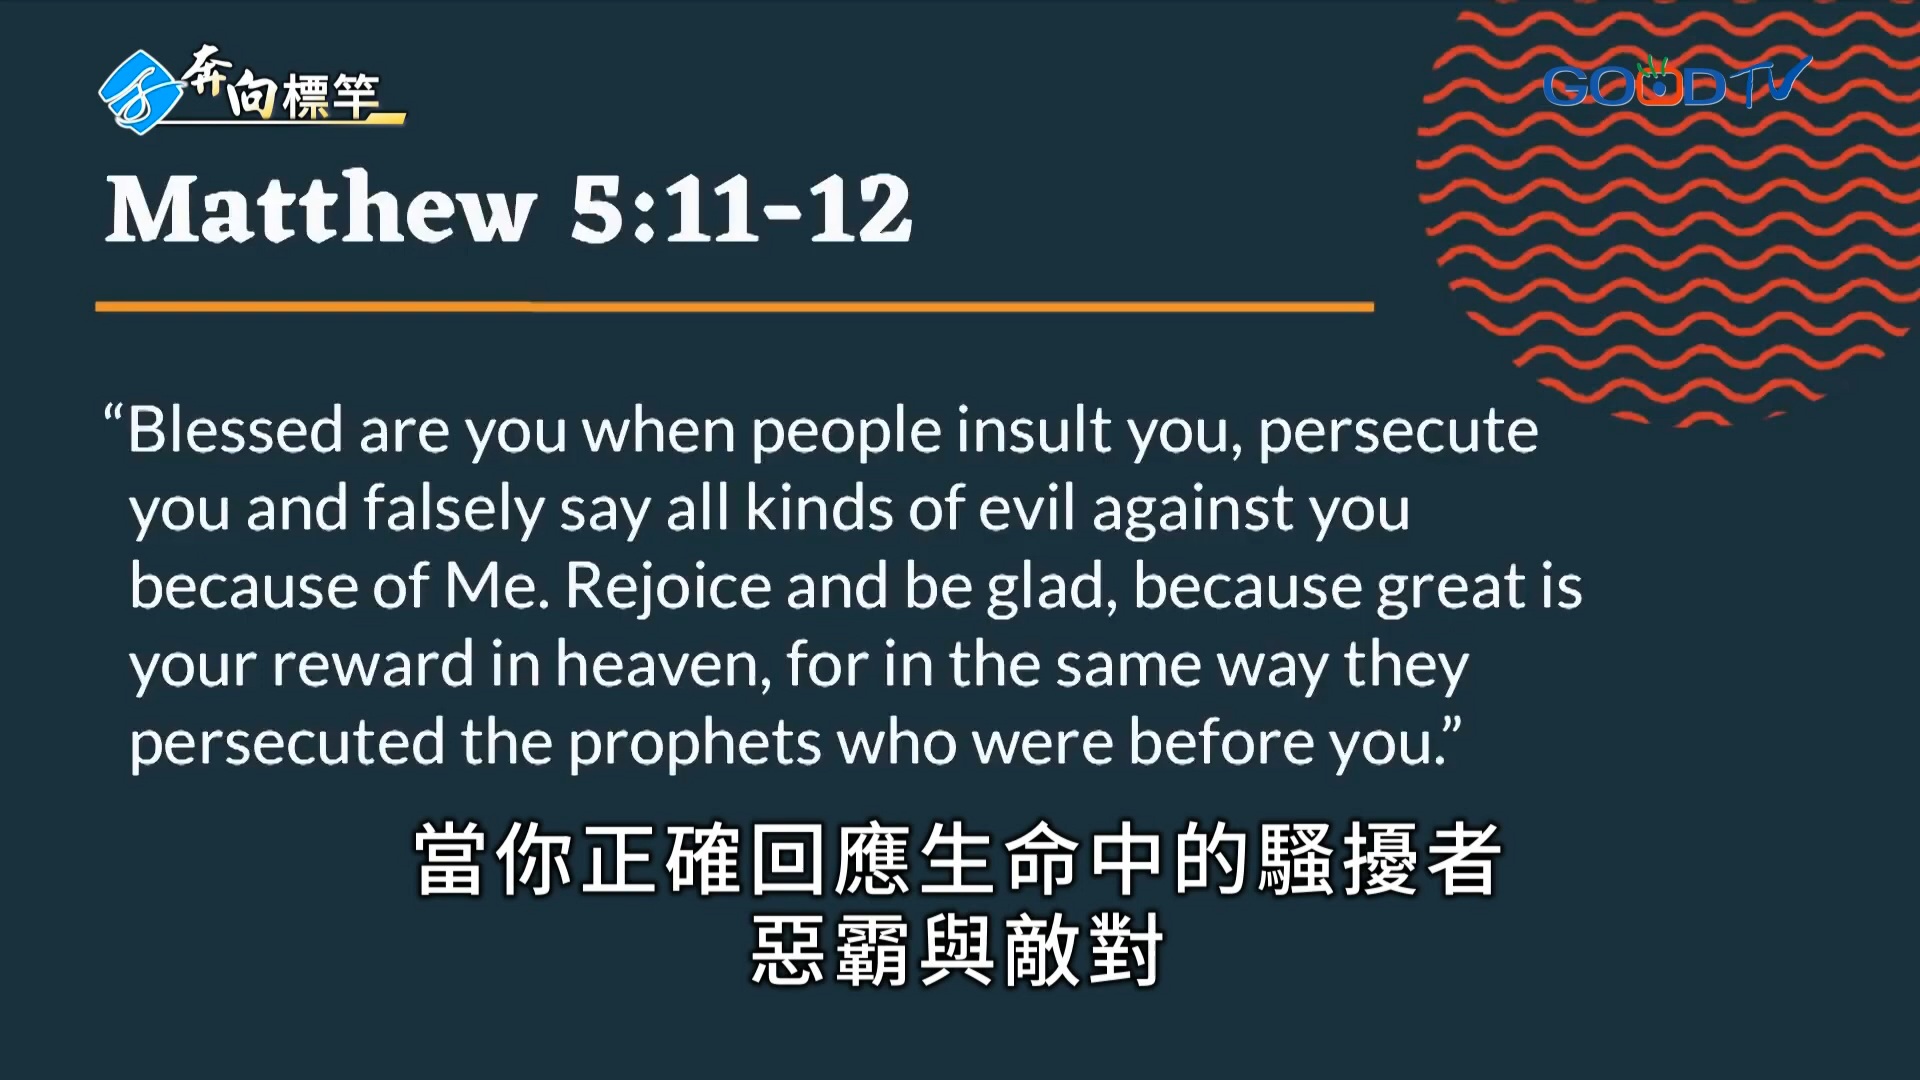 奔向標竿
GOOD TV
Matthew 5:11-12
“Blessed are you when people insult you, persecute
you and falsely say all kinds of evil against you
because of Me. Rejoice and be glad, because great is
your reward in heaven, for in the same way they
persecuted the prophets who were before you.”
當你正確回應生命中的騷擾者
惡霸與敵對